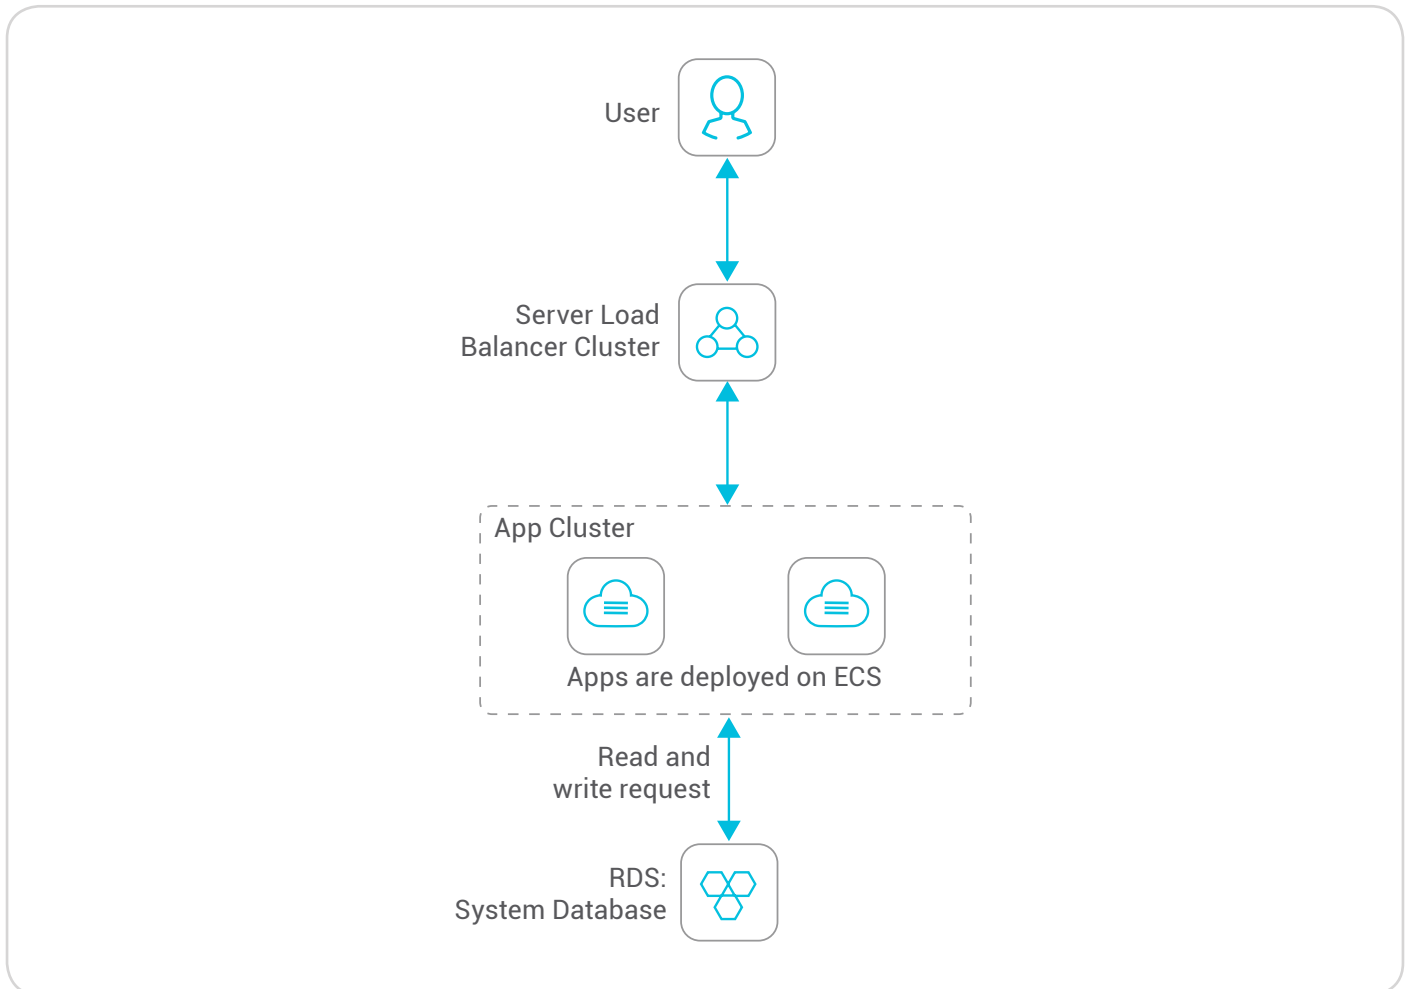 User
Server Load
Balancer Cluster
App Cluster
Apps are deployed on ECS
Read and
write request
RDS:
System Database